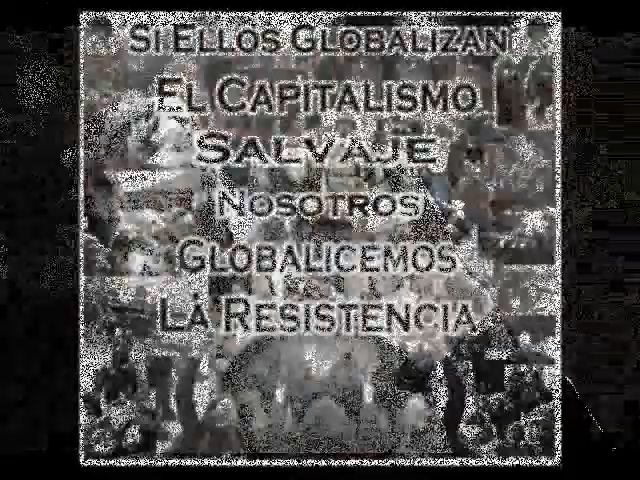 Si Ellos Globalizan
El Capitalismo
Salvaje
Nosotros
Globalicemos
La Resistencia